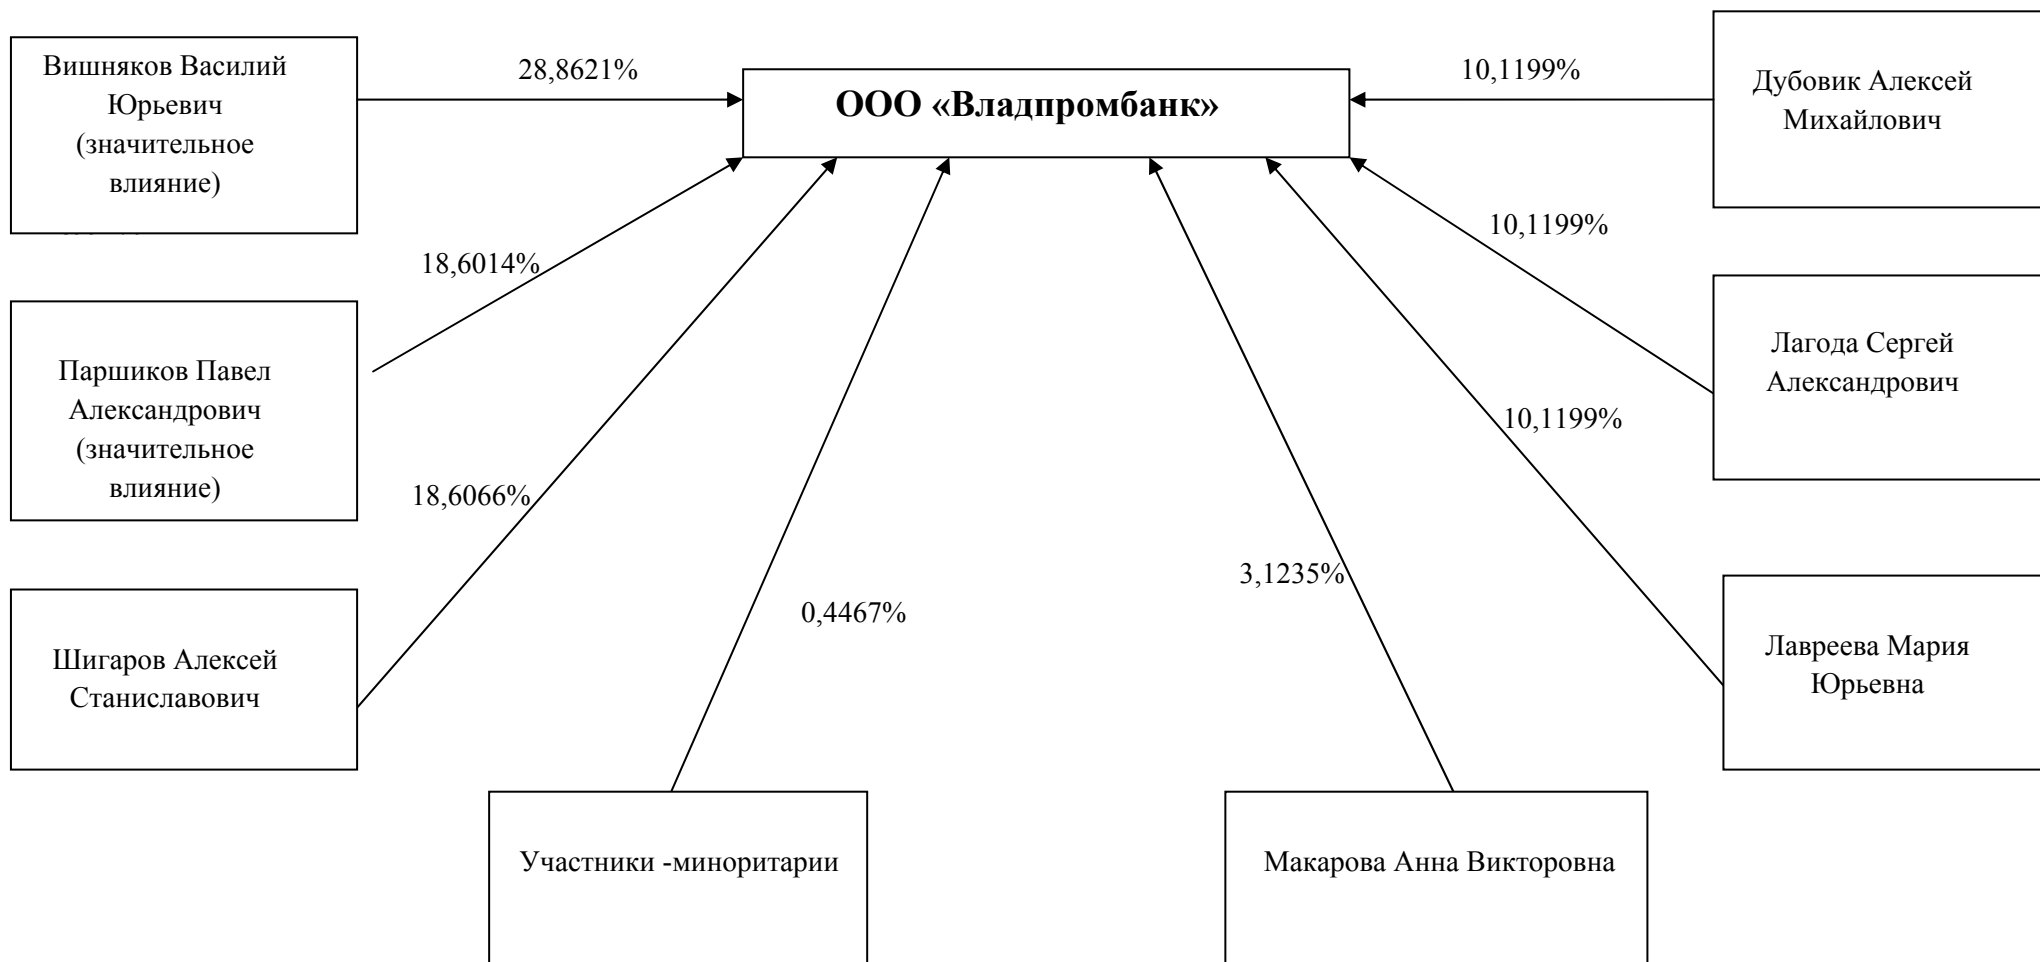 Вишняков Василий
Юрьевич
(значительное
влияние)
28,8621%
ООО «Владпромбанк»
10,1199%
Дубовик Алексей
Михайлович
18,6014%
10,1199%
Паршиков Павел
Александрович
(значительное
влияние)
Лагода Сергей
Александрович
18,6066%
10,1199%
Шигаров Алексей
Станиславович
0,4467%
3,1235%
Лавреева Мария
Юрьевна
Участники -миноритарии
Макарова Анна Викторовна